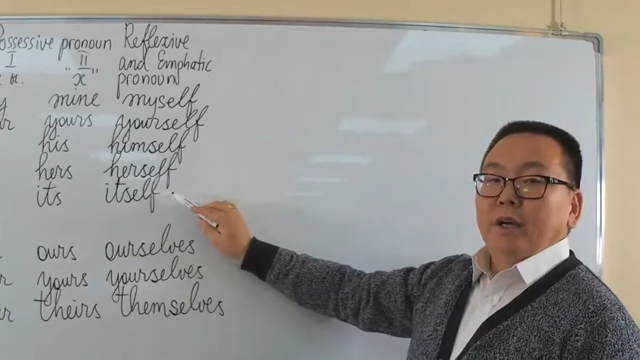 Possessive pronoun Reflexive
I "II" and Emphatic
x pronoun
mine myself
yours yourself
his himself
hers herself
its itself
ours ourselves
yours yourselves
theirs themselves